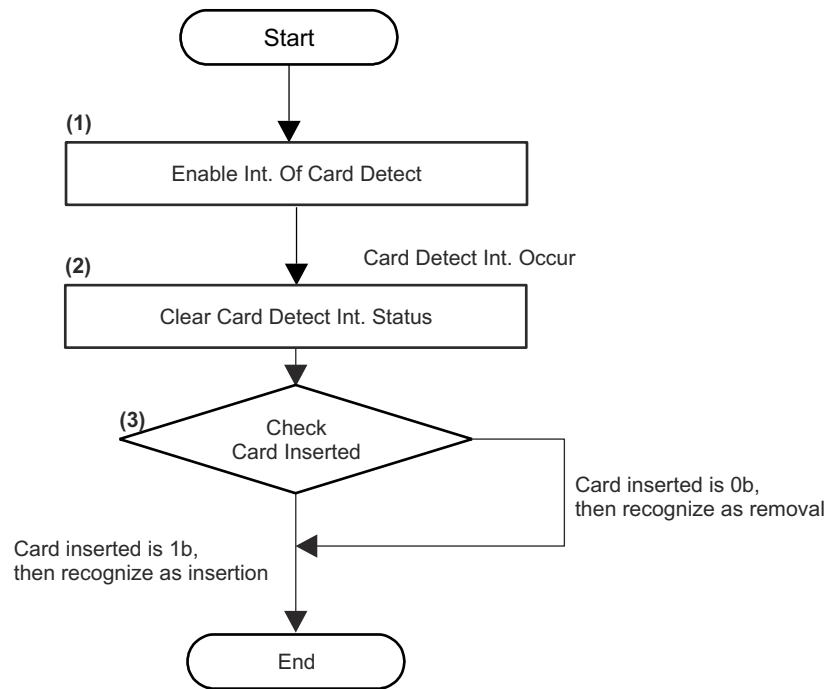 Start
(1)
Enable Int. Of Card Detect
Card Detect Int. Occur
(2)
Clear Card Detect Int. Status
(3)
Check
Card Inserted
Card inserted is 0b,
then recognize as removal
Card inserted is 1b,
then recognize as insertion
End